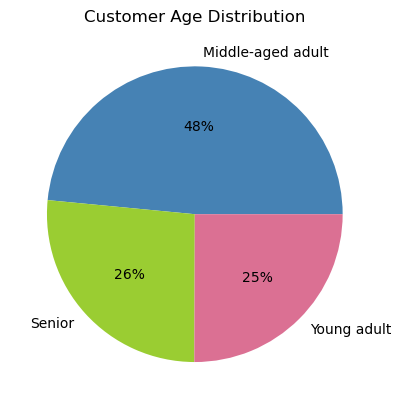 Customer Age Distribution
Middle-aged adult
48%
26%
25%
Senior
Young adult